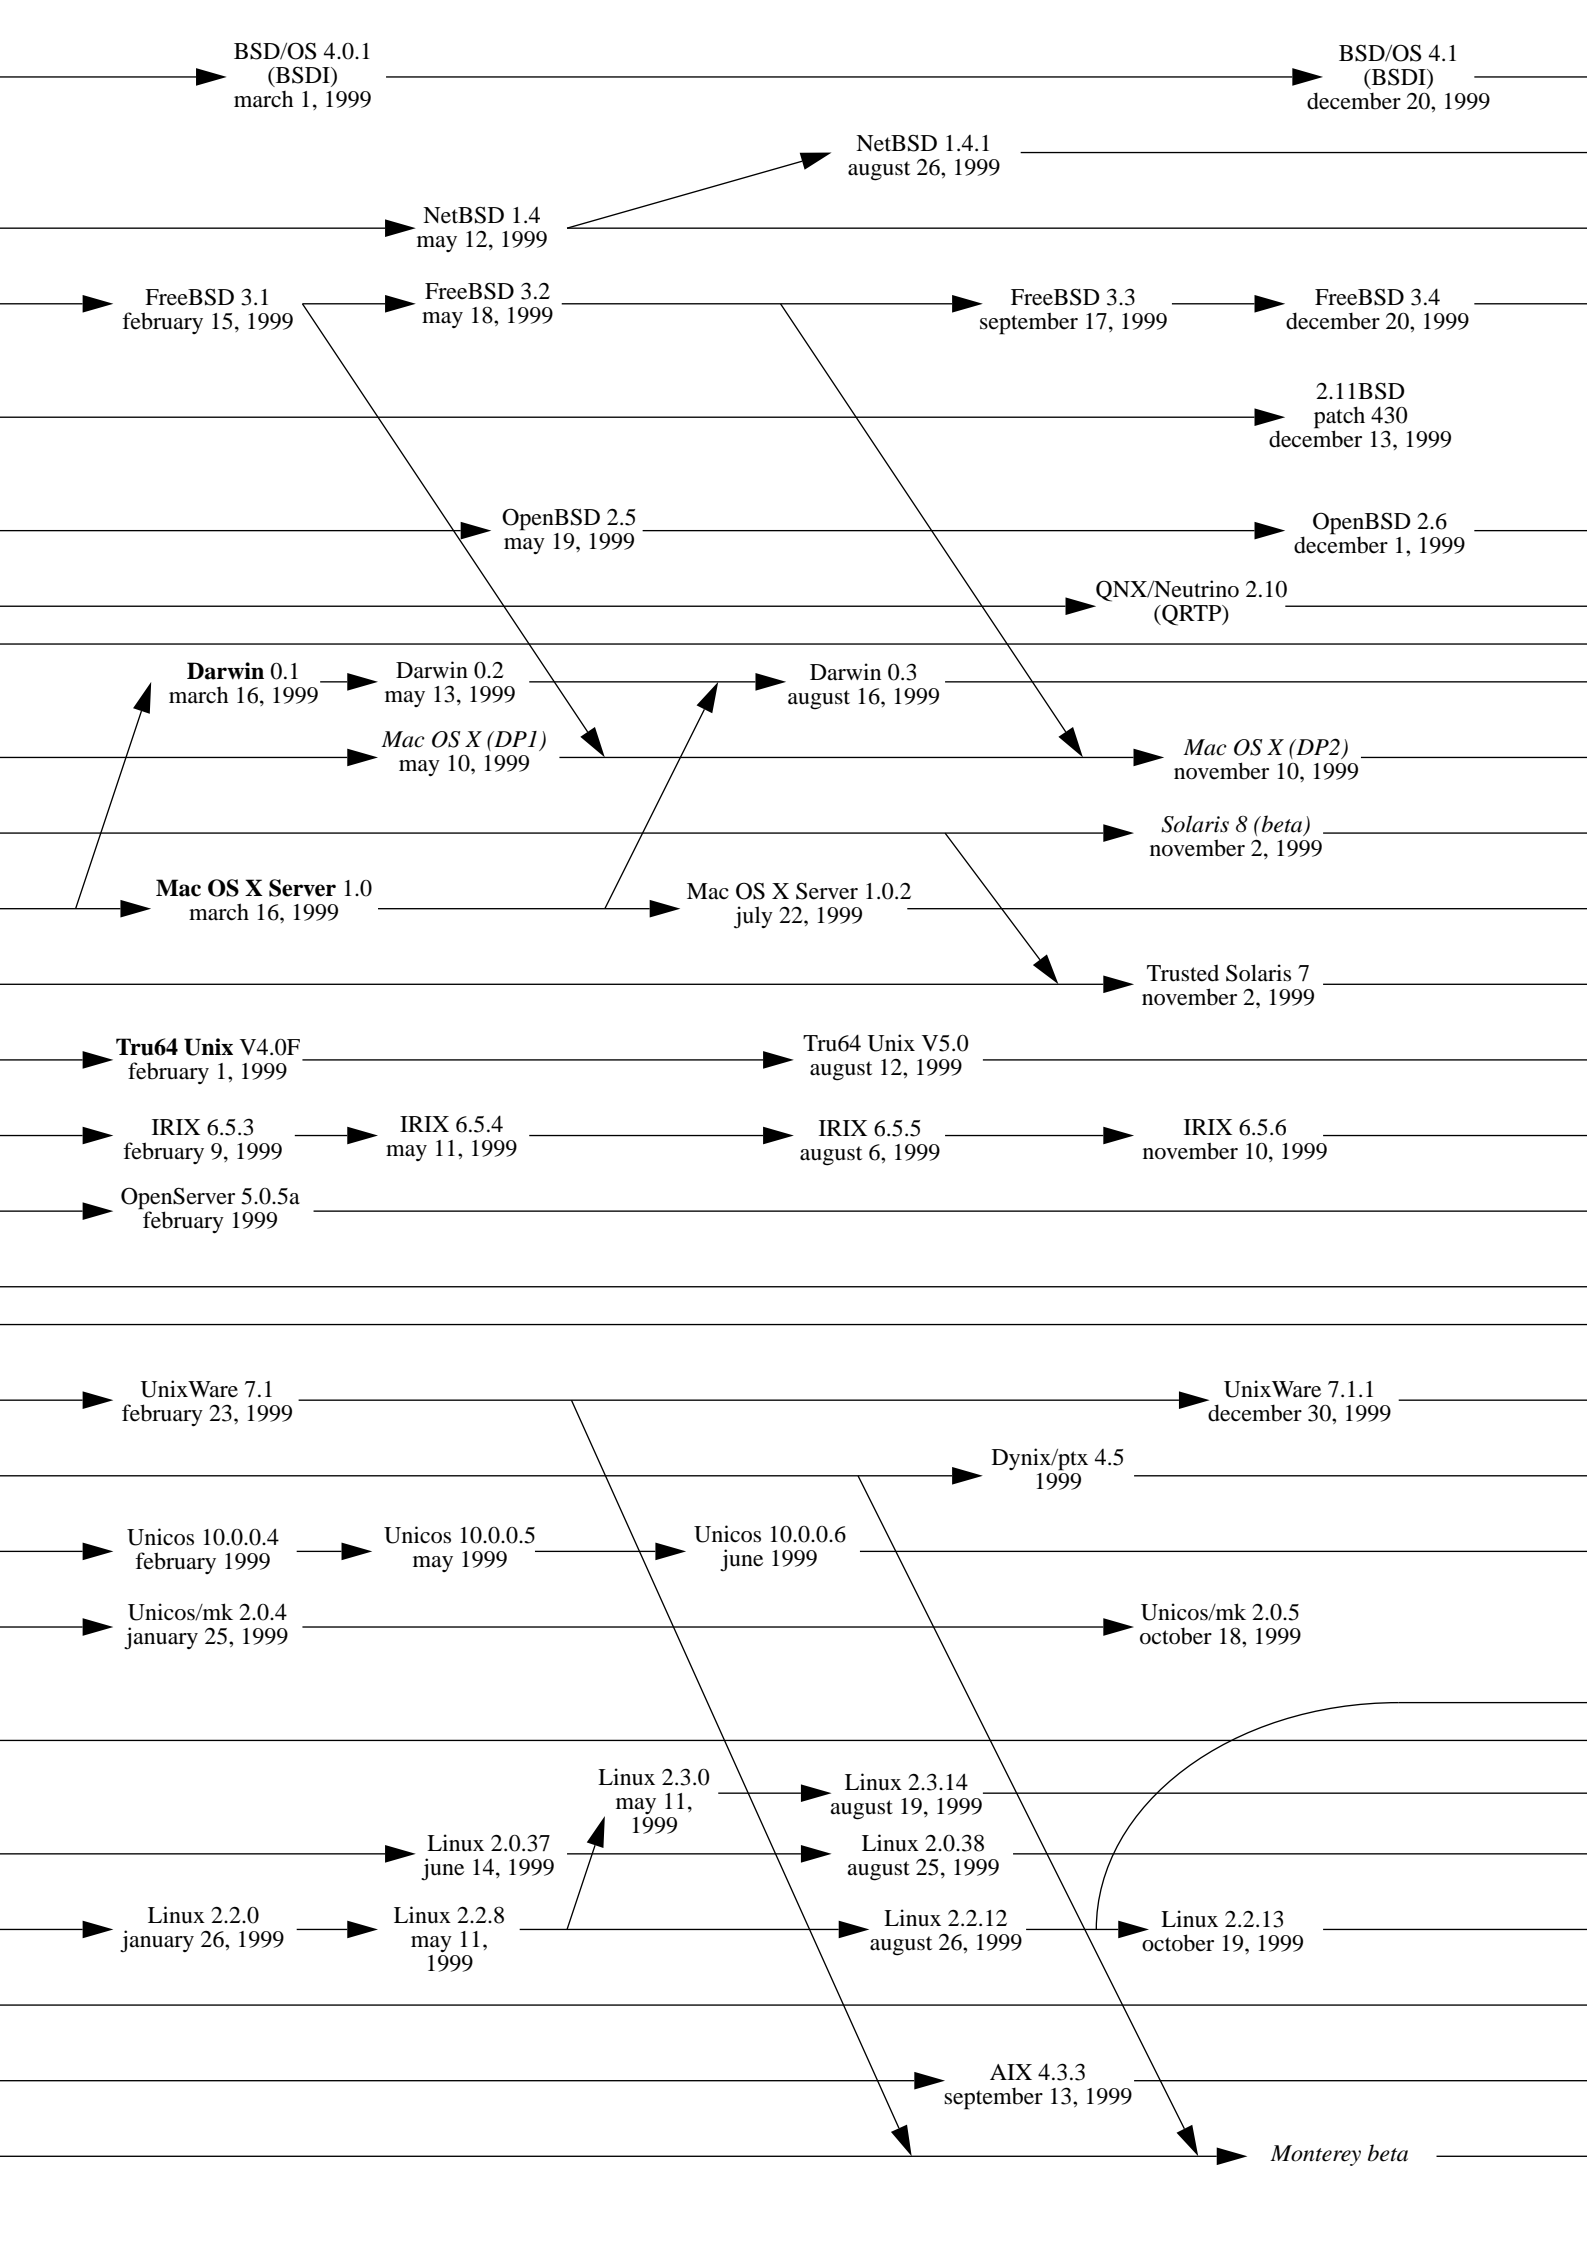 BSD/OS 4.0.1
(BSDI)
march 1, 1999
BSD/OS 4.1
(BSDI)
december 20, 1999
NetBSD 1.4.1
august 26, 1999
NetBSD 1.4
may 12, 1999
FreeBSD 3.1
february 15, 1999
FreeBSD 3.2
may 18, 1999
FreeBSD 3.3
september 17, 1999
FreeBSD 3.4
december 20, 1999
2.11BSD
patch 430
december 13, 1999
OpenBSD 2.5
may 19, 1999
OpenBSD 2.6
december 1, 1999
QNX/Neutrino 2.10
(QRTP)
Darwin 0.1
march 16, 1999
Darwin 0.2
may 13, 1999
Darwin 0.3
august 16, 1999
Mac OS X (DP1)
may 10, 1999
Mac OS X (DP2)
november 10, 1999
Solaris 8 (beta)
november 2, 1999
Mac OS X Server 1.0
march 16, 1999
Mac OS X Server 1.0.2
july 22, 1999
Trusted Solaris 7
november 2, 1999
Tru64 Unix V4.0F
february 1, 1999
Tru64 Unix V5.0
august 12, 1999
IRIX 6.5.3
february 9, 1999
IRIX 6.5.4
may 11, 1999
IRIX 6.5.5
august 6, 1999
IRIX 6.5.6
november 10, 1999
OpenServer 5.0.5a
february 1999
UnixWare 7.1
february 23, 1999
UnixWare 7.1.1
december 30, 1999
Dynix/ptx 4.5
1999
Unicos 10.0.0.4
february 1999
Unicos 10.0.0.5
may 1999
Unicos 10.0.0.6
june 1999
Unicos/mk 2.0.4
january 25, 1999
Unicos/mk 2.0.5
october 18, 1999
Linux 2.3.0
may 11,
1999
Linux 2.3.14
august 19, 1999
Linux 2.0.37
june 14, 1999
Linux 2.0.38
august 25, 1999
Linux 2.2.0
january 26, 1999
Linux 2.2.8
may 11,
1999
Linux 2.2.12
august 26, 1999
Linux 2.2.13
october 19, 1999
AIX 4.3.3
september 13, 1999
Monterey beta